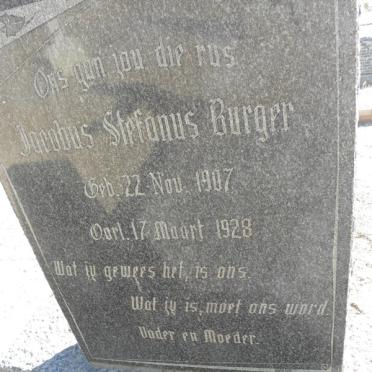 Ons gun jou die rus
Jacobus Stefanus Burger
Geb. 22 Nov. 1907
Oorl. 17 Maart 1928
Wat jy gewees het, is ons.
Wat jy is, moet ons word.
Vader en Moeder.